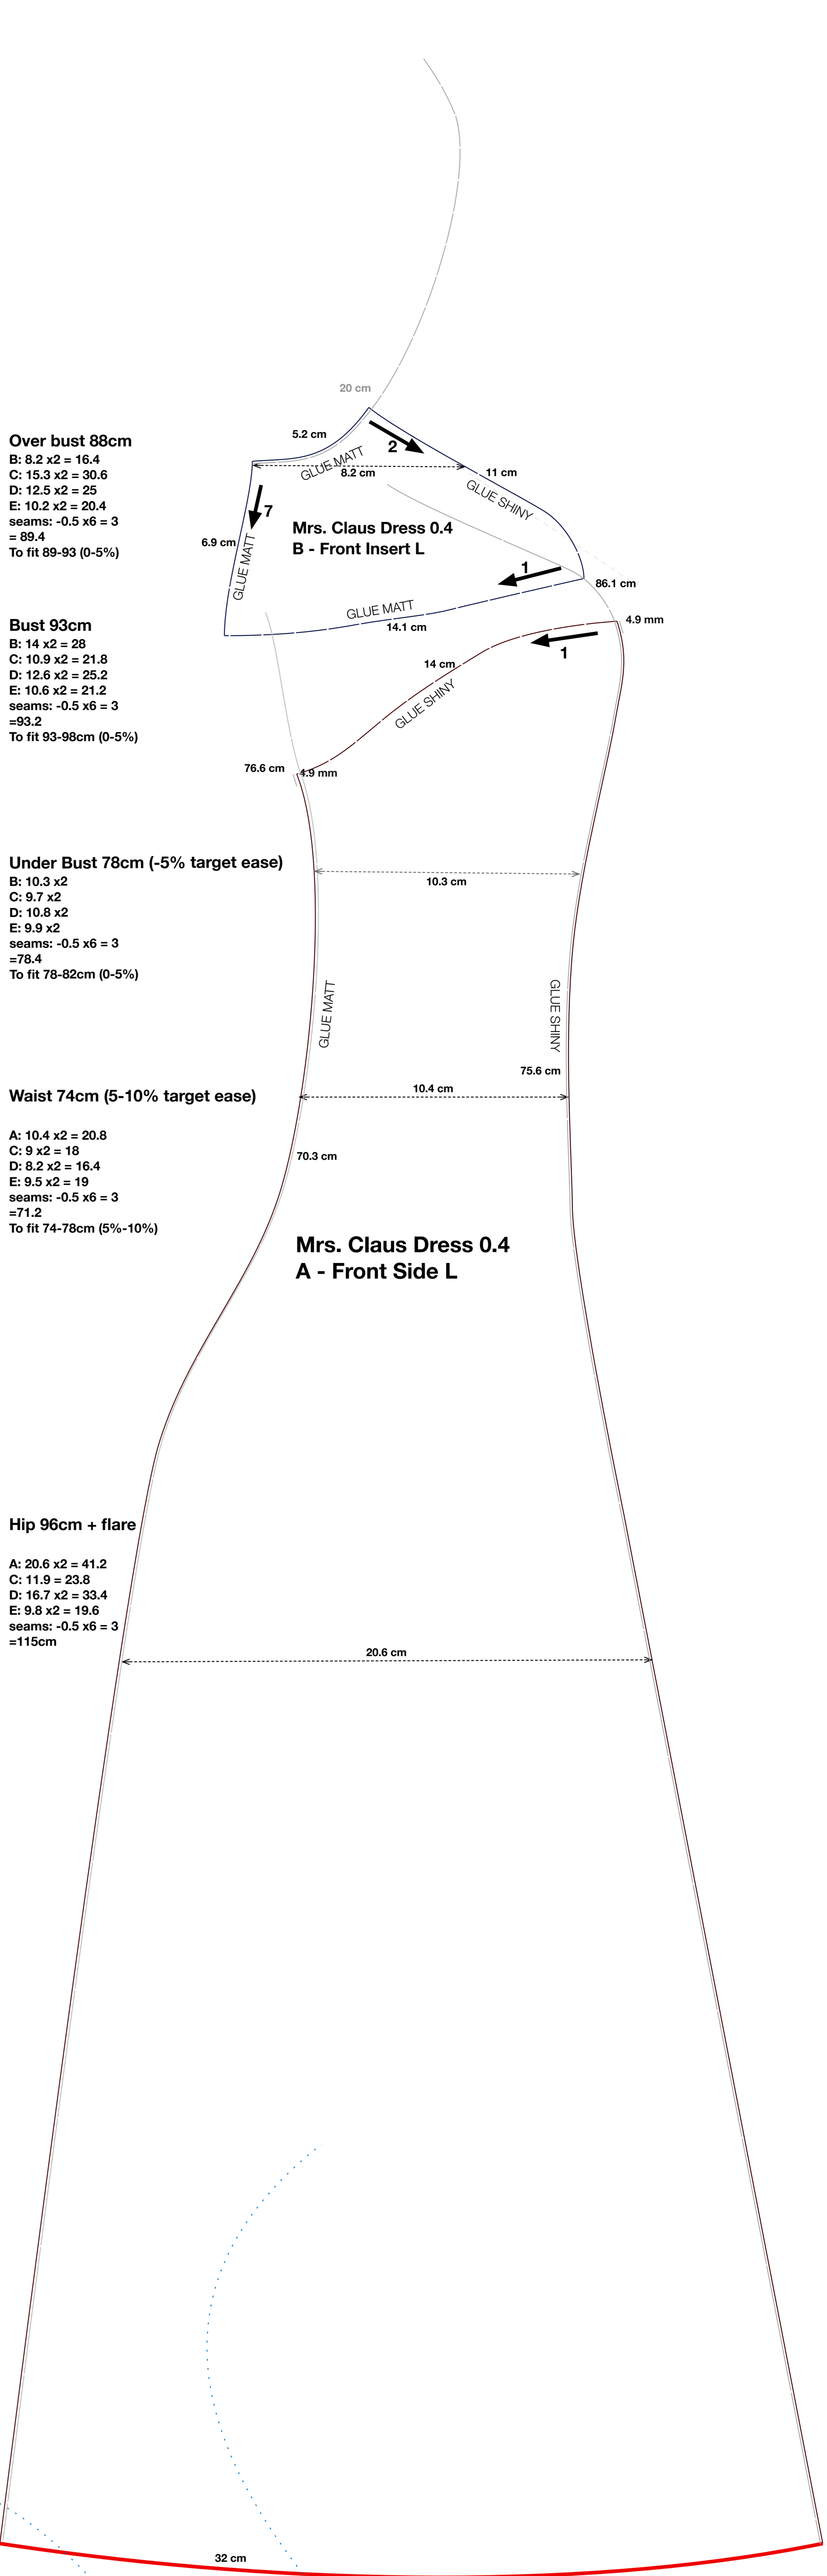 20 cm
Over bust 88cm
B: 8.2 x2 = 16.4
C: 15.3 x2 = 30.6
D: 12.5 x2 = 25
E: 10.2 x2 = 20.4
seams: -0.5 x6 = 3
= 89.4
To fit 89-93 (0-5%)
5.2 cm
2
GLUE MATT
8.2 cm
11 cm
GLUE SHINY
7
6.9 cm
GLUE MATT
Mrs. Claus Dress 0.4
B - Front Insert L
1
86.1 cm
GLUE MATT
14.1 cm
Bust 93cm
B: 14 x2 = 28
C: 10.9 x2 = 21.8
D: 12.6 x2 = 25.2
E: 10.6 x2 = 21.2
seams: -0.5 x6 = 3
=93.2
To fit 93-98cm (0-5%)
4.9 mm
1
14 cm
GLUE SHINY
76.6 cm
4.9 mm
Under Bust 78cm (-5% target ease)
B: 10.3 x2
C: 9.7 x2
D: 10.8 x2
E: 9.9 x2
seams: -0.5 x6 = 3
=78.4
To fit 78-82cm (0-5%)
10.3 cm
GLUE MATT
GLUE SHINY
75.6 cm
Waist 74cm (5-10% target ease)
A: 10.4 x2 = 20.8
C: 9 x2 = 18
D: 8.2 x2 = 16.4
E: 9.5 x2 = 19
seams: -0.5 x6 = 3
=71.2
To fit 74-78cm (5%-10%)
10.4 cm
70.3 cm
Mrs. Claus Dress 0.4
A - Front Side L
Hip 96cm + flare
A: 20.6 x2 = 41.2
C: 11.9 = 23.8
D: 16.7 x2 = 33.4
E: 9.8 x2 = 19.6
seams: -0.5 x6 = 3
=115cm
20.6 cm
32 cm